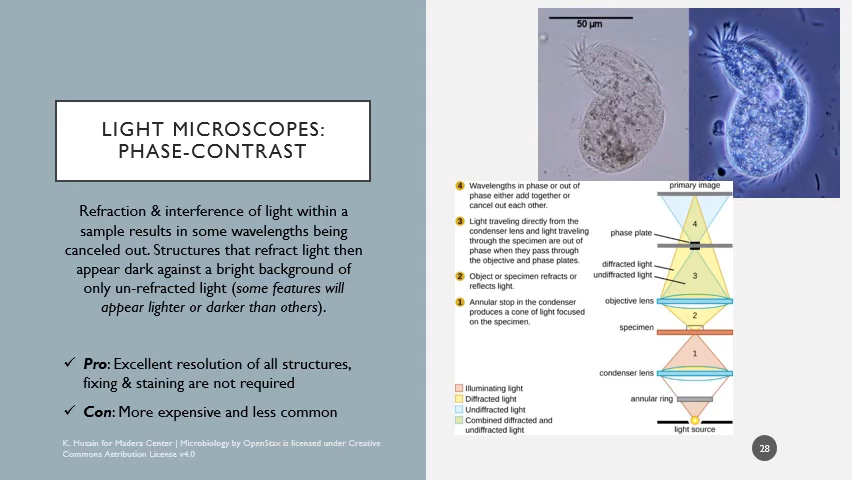 LIGHT MICROSCOPES:
PHASE-CONTRAST
Refraction & interference of light within a
sample results in some wavelengths being
canceled out. Structures that refract light then
appear dark against a bright background of
only un-refracted light (some features will
appear lighter or darker than others).
✓ Pro: Excellent resolution of all structures,
fixing & staining are not required
✓ Con: More expensive and less common
K. Husain for Madera Center | Microbiology by OpenStax is licensed under Creative
Commons Attribution License v4.0
50 µm
4 Wavelengths in phase or out of
phase either add together or
cancel out each other.
3 Light traveling directly from the
condenser lens and light traveling
through the specimen are out of
phase when they pass through
the objective and phase plates.
2 Object or specimen refracts or
reflects light.
1 Annular stop in the condenser
produces a cone of light focused
on the specimen.
Illuminating light
Diffracted light
Undiffracted light
Combined diffracted and
undiffracted light
primary image
4
phase plate
diffracted light
undiffracted light
3
objective lens
2
specimen
1
condenser lens
annular ring
light source
28